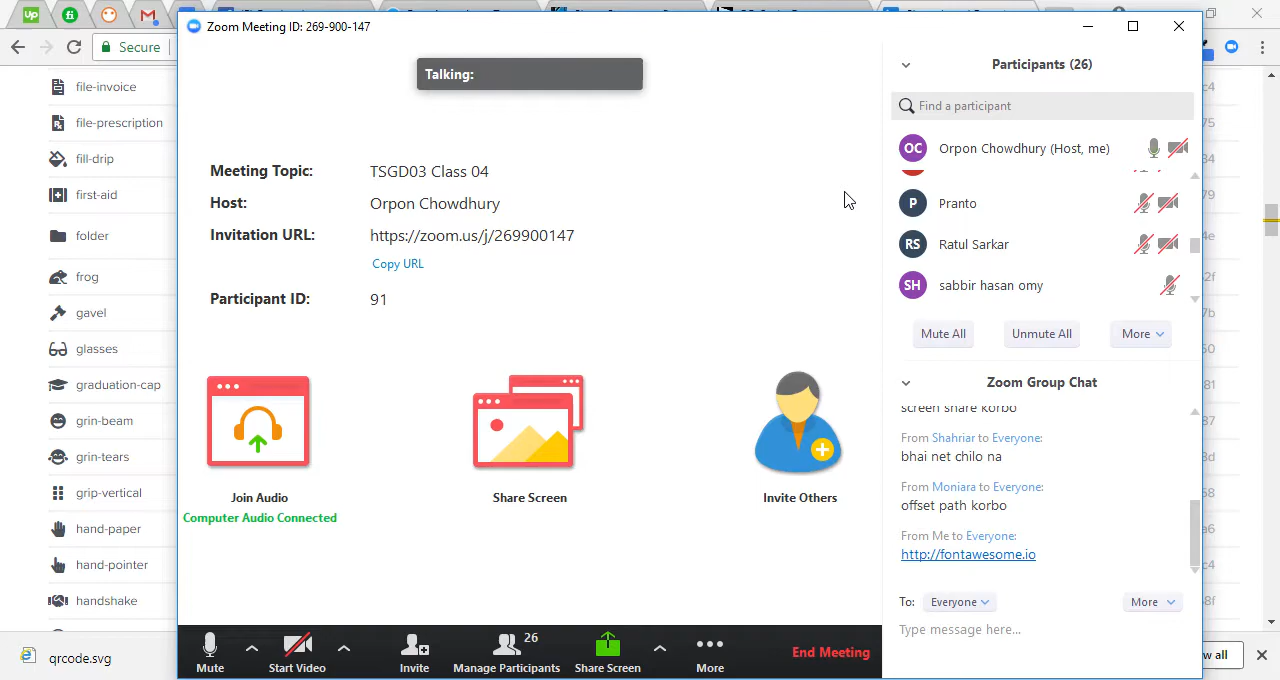 Zoom Meeting ID: 269-900-147
Secure
file-invoice
file-prescription
fill-drip
first-aid
folder
frog
gavel
glasses
graduation-cap
grin-beam
grin-tears
grip-vertical
hand-paper
hand-pointer
handshake
qrcode.svg
Talking:
Meeting Topic: TSGD03 Class 04
Host: Orpon Chowdhury
Invitation URL: https://zoom.us/j/269900147
Copy URL
Participant ID: 91
Join Audio
Computer Audio Connected
Share Screen
Invite Others
Mute
Start Video
Invite
26
Manage Participants
Share Screen
More
End Meeting
Participants (26)
Find a participant
OC Orpon Chowdhury (Host, me)
P Pranto
RS Ratul Sarkar
SH sabbir hasan omy
Mute All
Unmute All
More
Zoom Group Chat
screen share korbo
From Shahriar to Everyone:
bhai net chilo na
From Moniara to Everyone:
offset path korbo
From Me to Everyone:
http://fontawesome.io
To: Everyone
More
Type message here...